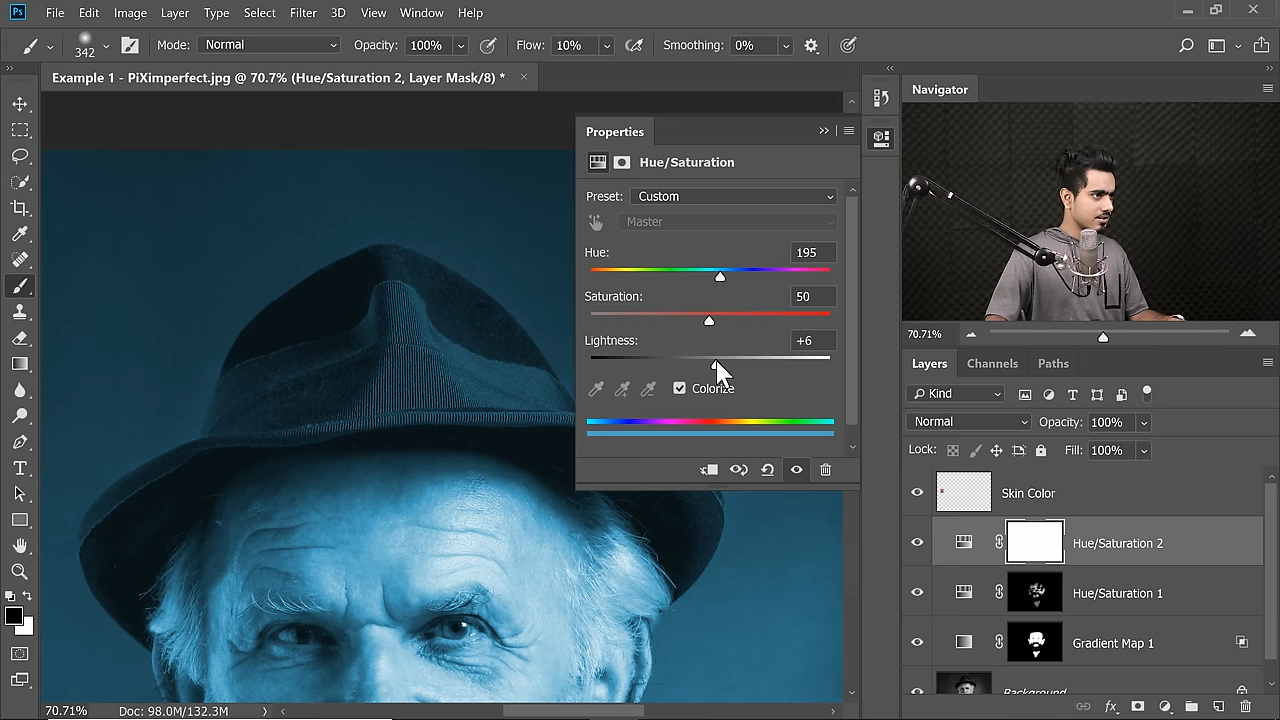 Ps File Edit Image Layer Type Select Filter 3D View Window Help
342 Mode: Normal Opacity: 100% Flow: 10% Smoothing: 0%
Example 1 - PiXimperfect.jpg @ 70.7% (Hue/Saturation 2, Layer Mask/8) *
Properties
Hue/Saturation
Preset: Custom
Master
Hue: 195
Saturation: 50
Lightness: +6
Colorize
Navigator
70.71%
Layers Channels Paths
Kind
Normal Opacity: 100%
Lock: Fill: 100%
Skin Color
Hue/Saturation 2
Hue/Saturation 1
Gradient Map 1
Background
fx
70.71% Doc: 98.0M/132.3M